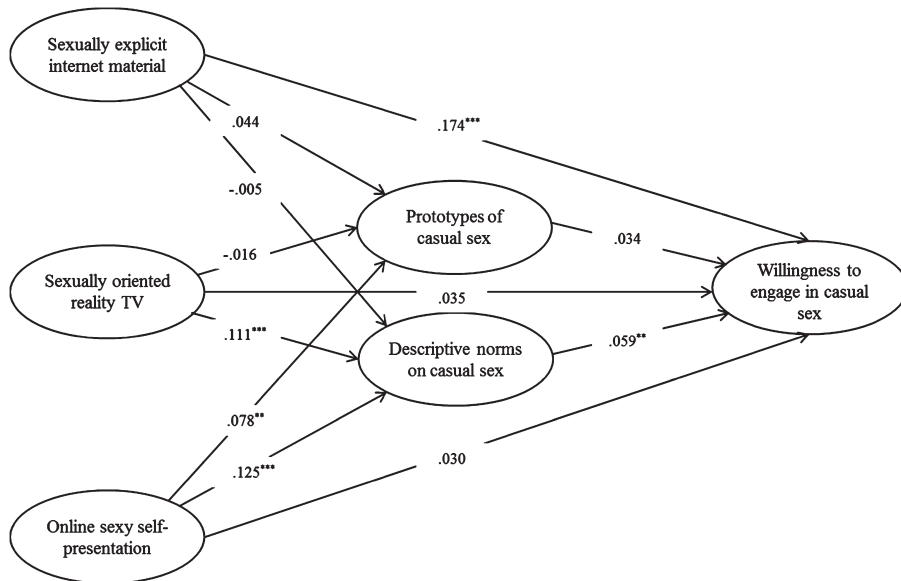 Sexually explicit
internet material
.044
.174***
-.005
Prototypes of
casual sex
.034
-.016
Sexually oriented
reality TV
.035
Willingness to
engage in casual
sex
.111***
Descriptive norms
on casual sex
.059**
.078**
.125***
.030
Online sexy self-
presentation